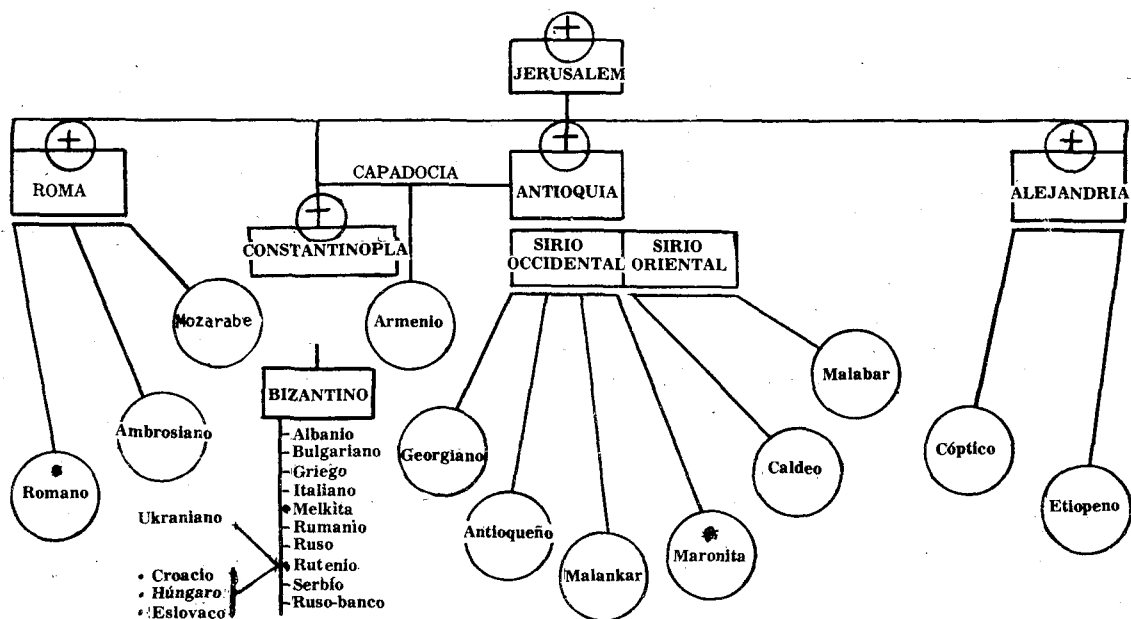 JERUSALEM
ROMA
CAPADOCIA
ANTIOQUIA
ALEJANDRIA
CONSTANTINOPLA
SIRIO
OCCIDENTAL
SIRIO
ORIENTAL
Mozarabe
Armenio
Malabar
BIZANTINO
Ambrosiano
Romano
Albanio
Bulgariano
Griego
Italiano
Melkita
Rumanio
Ruso
Rutenio
Serbio
Ruso-banco
Ukraniano
• Croacio
• Húngaro
• Eslovaco
Georgiano
Antioqueño
Malankar
Maronita
Caldeo
Cóptico
Etiopeno